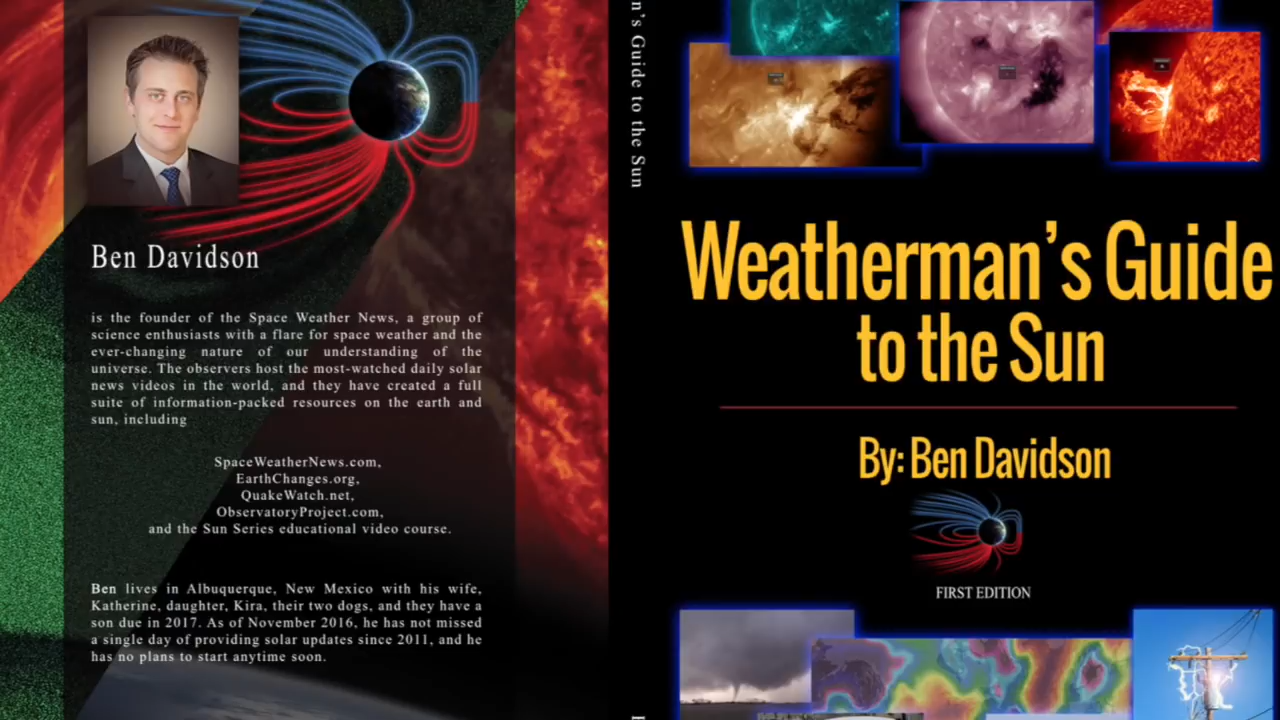 Ben Davidson
is the founder of the Space Weather News, a group of
science enthusiasts with a flare for space weather and the
ever-changing nature of our understanding of the
universe. The observers host the most-watched daily solar
news videos in the world, and they have created a full
suite of information-packed resources on the earth and
sun, including
SpaceWeatherNews.com,
EarthChanges.org,
QuakeWatch.net,
ObservatoryProject.com,
and the Sun Series educational video course.
Ben lives in Albuquerque, New Mexico with his wife,
Katherine, daughter, Kira, their two dogs, and they have a
son due in 2017. As of November 2016, he has not missed
a single day of providing solar updates since 2011, and he
has no plans to start anytime soon.
n's Guide to the Sun
Weatherman's Guide
to the Sun
By: Ben Davidson
FIRST EDITION